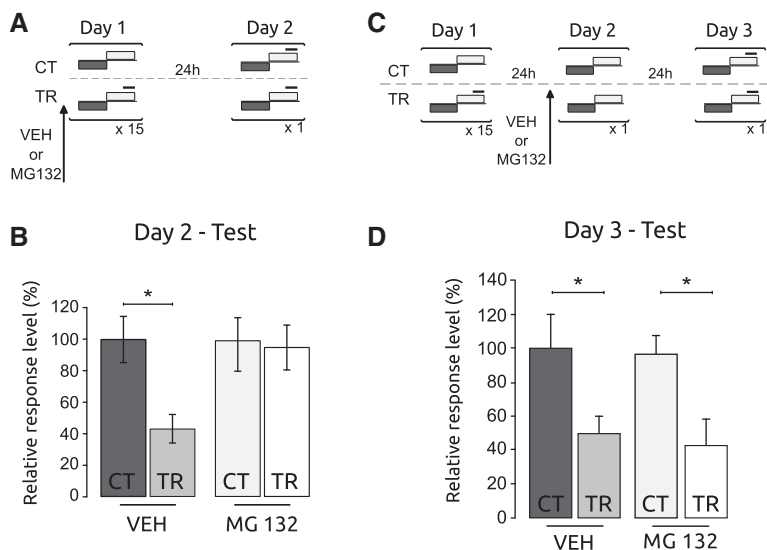 A
Day 1
Day 2
CT
24h
TR
x 15
x 1
VEH
or
MG132
C
Day 1
Day 2
Day 3
CT
24h
24h
TR
x 15
x 1
x 1
VEH
or
MG132
B
Day 2 - Test
Relative response level (%)
120
100
80
60
40
20
0
*
CT
TR
CT
TR
VEH
MG 132
D
Day 3 - Test
Relative response level (%)
140
120
100
80
60
40
20
0
*
*
CT
TR
CT
TR
VEH
MG 132